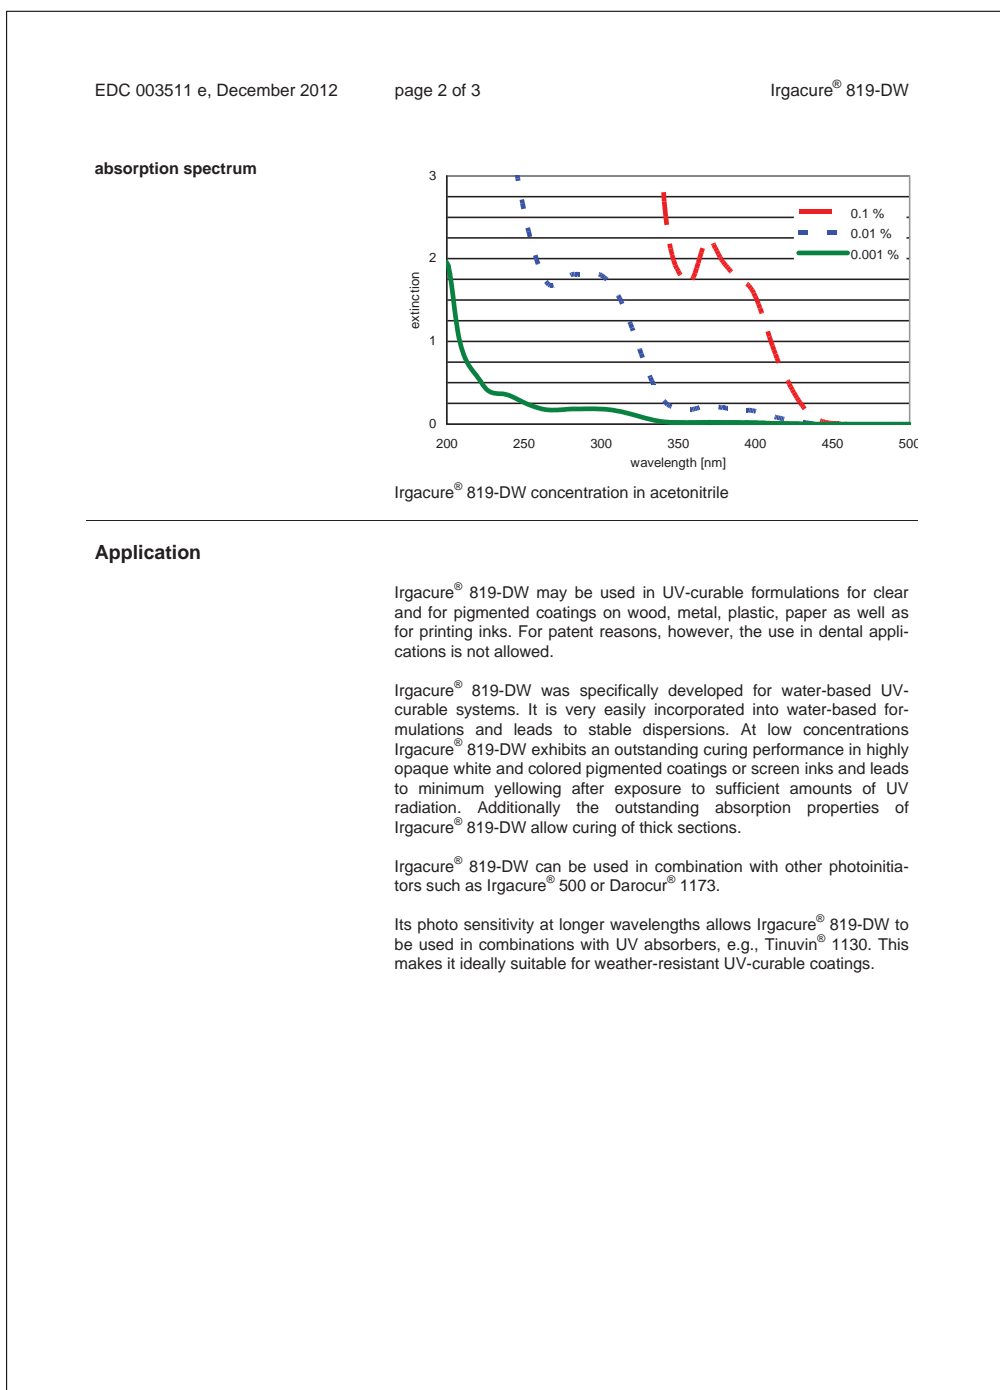 EDC 003511 e, December 2012 page 2 of 3 Irgacure® 819-DW
absorption spectrum
3
2
1
0
extinction
0.1 %
0.01 %
0.001 %
200 250 300 350 400 450 500
wavelength [nm]
Irgacure® 819-DW concentration in acetonitrile
Application
Irgacure® 819-DW may be used in UV-curable formulations for clear
and for pigmented coatings on wood, metal, plastic, paper as well as
for printing inks. For patent reasons, however, the use in dental appli-
cations is not allowed.
Irgacure® 819-DW was specifically developed for water-based UV-
curable systems. It is very easily incorporated into water-based for-
mulations and leads to stable dispersions. At low concentrations
Irgacure® 819-DW exhibits an outstanding curing performance in highly
opaque white and colored pigmented coatings or screen inks and leads
to minimum yellowing after exposure to sufficient amounts of UV
radiation. Additionally the outstanding absorption properties of
Irgacure® 819-DW allow curing of thick sections.
Irgacure® 819-DW can be used in combination with other photoinitia-
tors such as Irgacure® 500 or Darocur® 1173.
Its photo sensitivity at longer wavelengths allows Irgacure® 819-DW to
be used in combinations with UV absorbers, e.g., Tinuvin® 1130. This
makes it ideally suitable for weather-resistant UV-curable coatings.